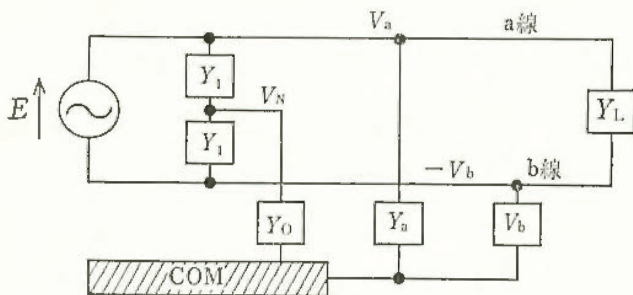 Va a線
Y1
E VN YL
Y1
−Vb b線
YO Ya Vb
COM